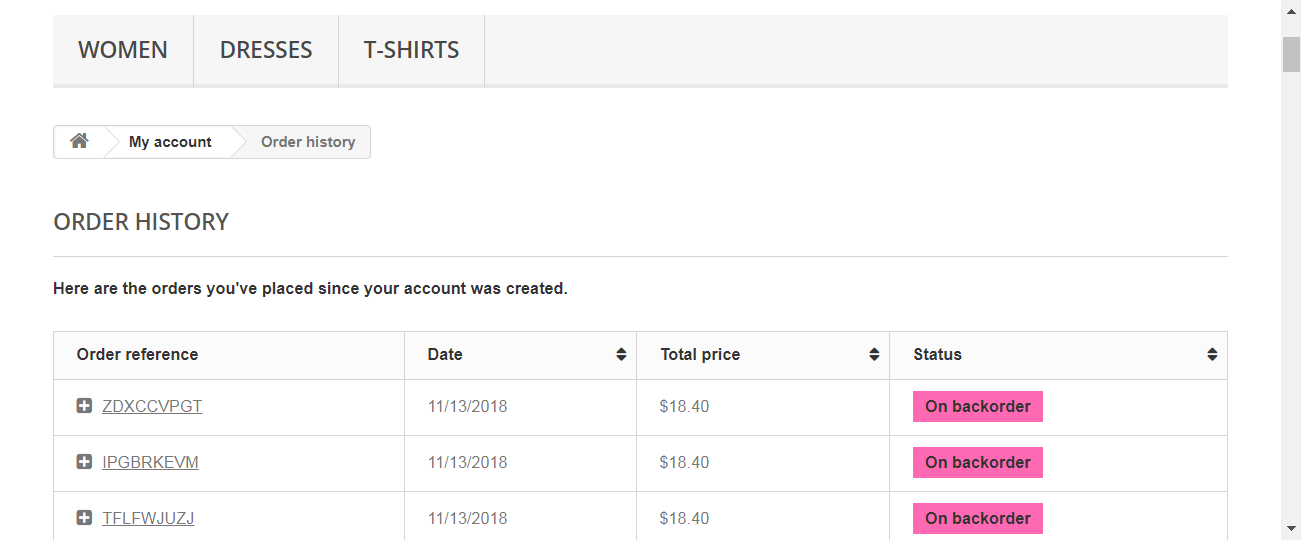 WOMEN DRESSES T-SHIRTS
My account Order history
ORDER HISTORY
Here are the orders you've placed since your account was created.
Order reference Date Total price Status
ZDXCCVPGT 11/13/2018 $18.40 On backorder
IPGBRKEVM 11/13/2018 $18.40 On backorder
TFLFWJUZJ 11/13/2018 $18.40 On backorder